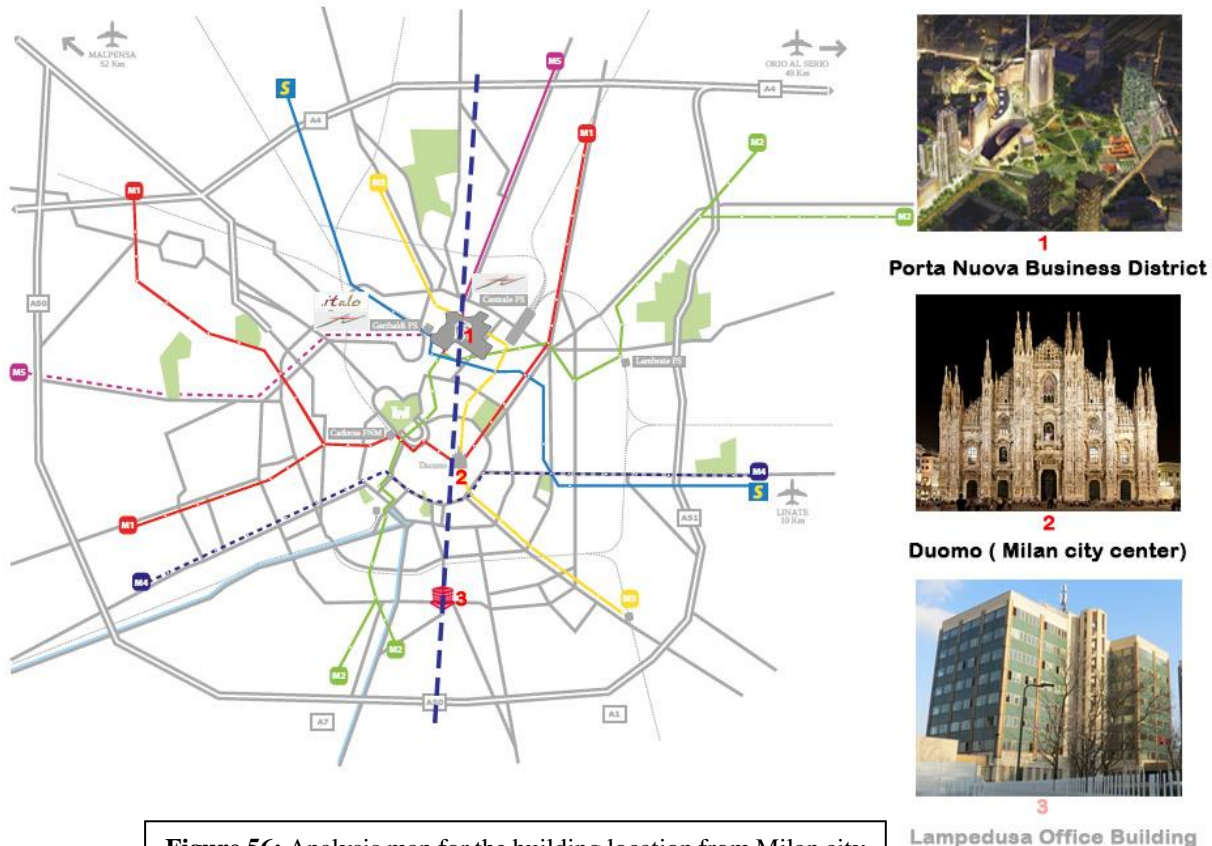 MALPENSA
52 Km
ORIO AL SERIO
49 Km
M5
S
A4
A4
M1
M2
M3
M1
M2
A50
.italo
Centrale FS
Garibaldi FS
1
Lambrate FS
M5
Cadorna FNM
Duomo
2
M4
S
LINATE
10 Km
M1
A51
M4
3
M3
M2
M2
A50
A7
A1
1
Porta Nuova Business District
2
Duomo ( Milan city center)
3
Lampedusa Office Building
Figure 56: Analysis map for the building location from Milan city